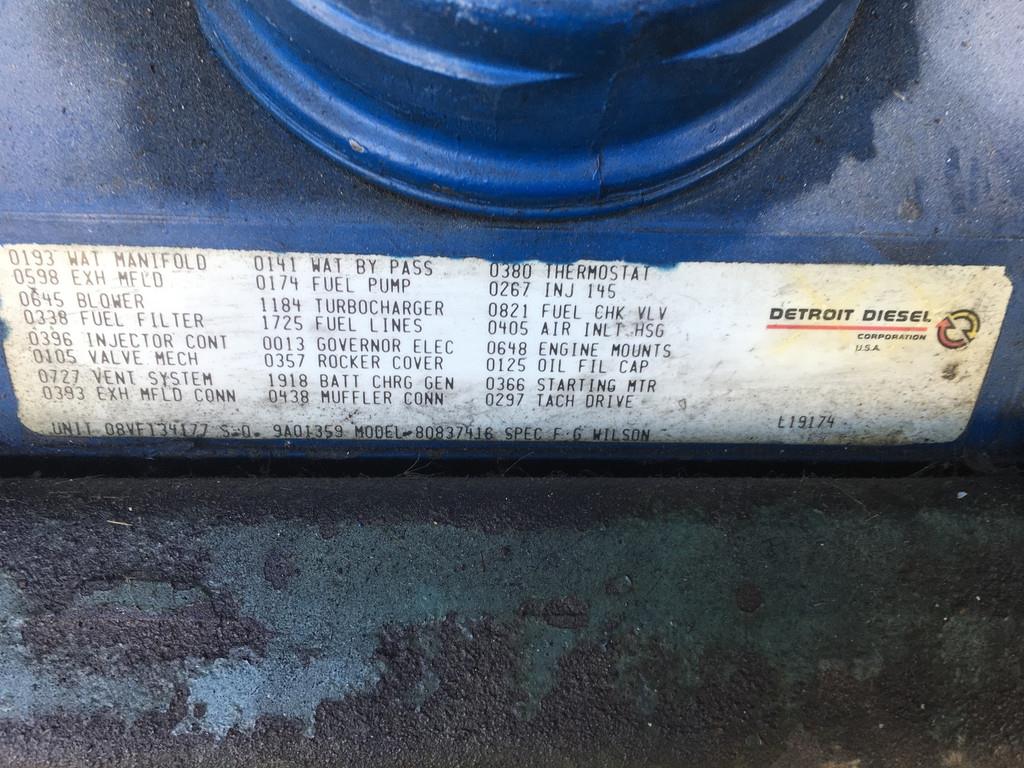 0193 WAT MANIFOLD 0141 WAT BY PASS 0380 THERMOSTAT
0598 EXH MFLD 0174 FUEL PUMP 0267 INJ 145
0645 BLOWER 1184 TURBOCHARGER 0821 FUEL CHK VLV
0338 FUEL FILTER 1725 FUEL LINES 0405 AIR INLT HSG
0396 INJECTOR CONT 0013 GOVERNOR ELEC 0648 ENGINE MOUNTS
0105 VALVE MECH 0357 ROCKER COVER 0125 OIL FIL CAP
0727 VENT SYSTEM 1918 BATT CHRG GEN 0366 STARTING MTR
0393 EXH MFLD CONN 0438 MUFFLER CONN 0297 TACH DRIVE
DETROIT DIESEL
CORPORATION
U.S.A.
UNIT 08VF134177 S-O. 9A01359 MODEL-80837416 SPEC F-G WILSON
L19174